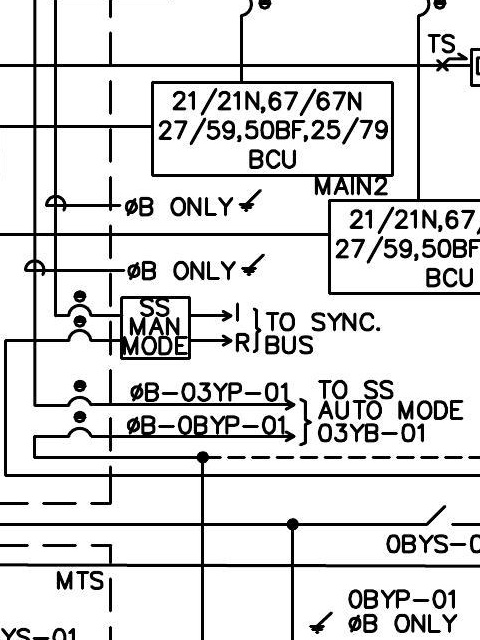 TS
21/21N,67/67N
27/59,50BF,25/79
BCU
MAIN2
21/21N,67/
27/59,50BF
BCU
øB ONLY
øB ONLY
SS
MAN
MODE
I
R
TO SYNC.
BUS
øB-03YP-01
øB-0BYP-01
TO SS
AUTO MODE
03YB-01
0BYS-0
MTS
0BYP-01
øB ONLY
YS-01